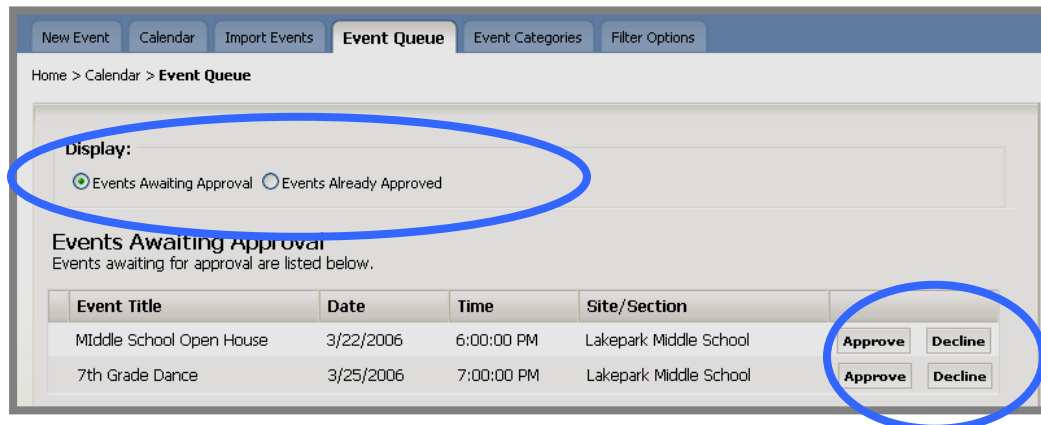 New Event Calendar Import Events Event Queue Event Categories Filter Options
Home > Calendar > Event Queue
Display:
Events Awaiting Approval Events Already Approved
Events Awaiting Approval
Events awaiting for approval are listed below.
Event Title Date Time Site/Section
MIddle School Open House 3/22/2006 6:00:00 PM Lakepark Middle School Approve Decline
7th Grade Dance 3/25/2006 7:00:00 PM Lakepark Middle School Approve Decline